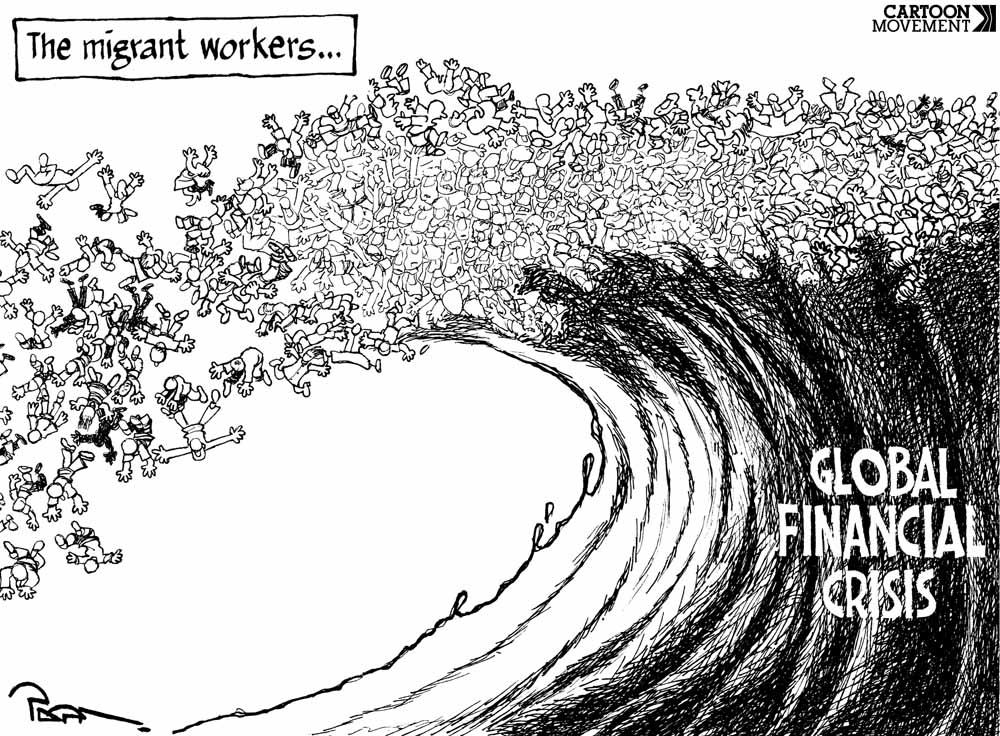 CARTOON
MOVEMENT
The migrant workers...
GLOBAL
FINANCIAL
CRISIS